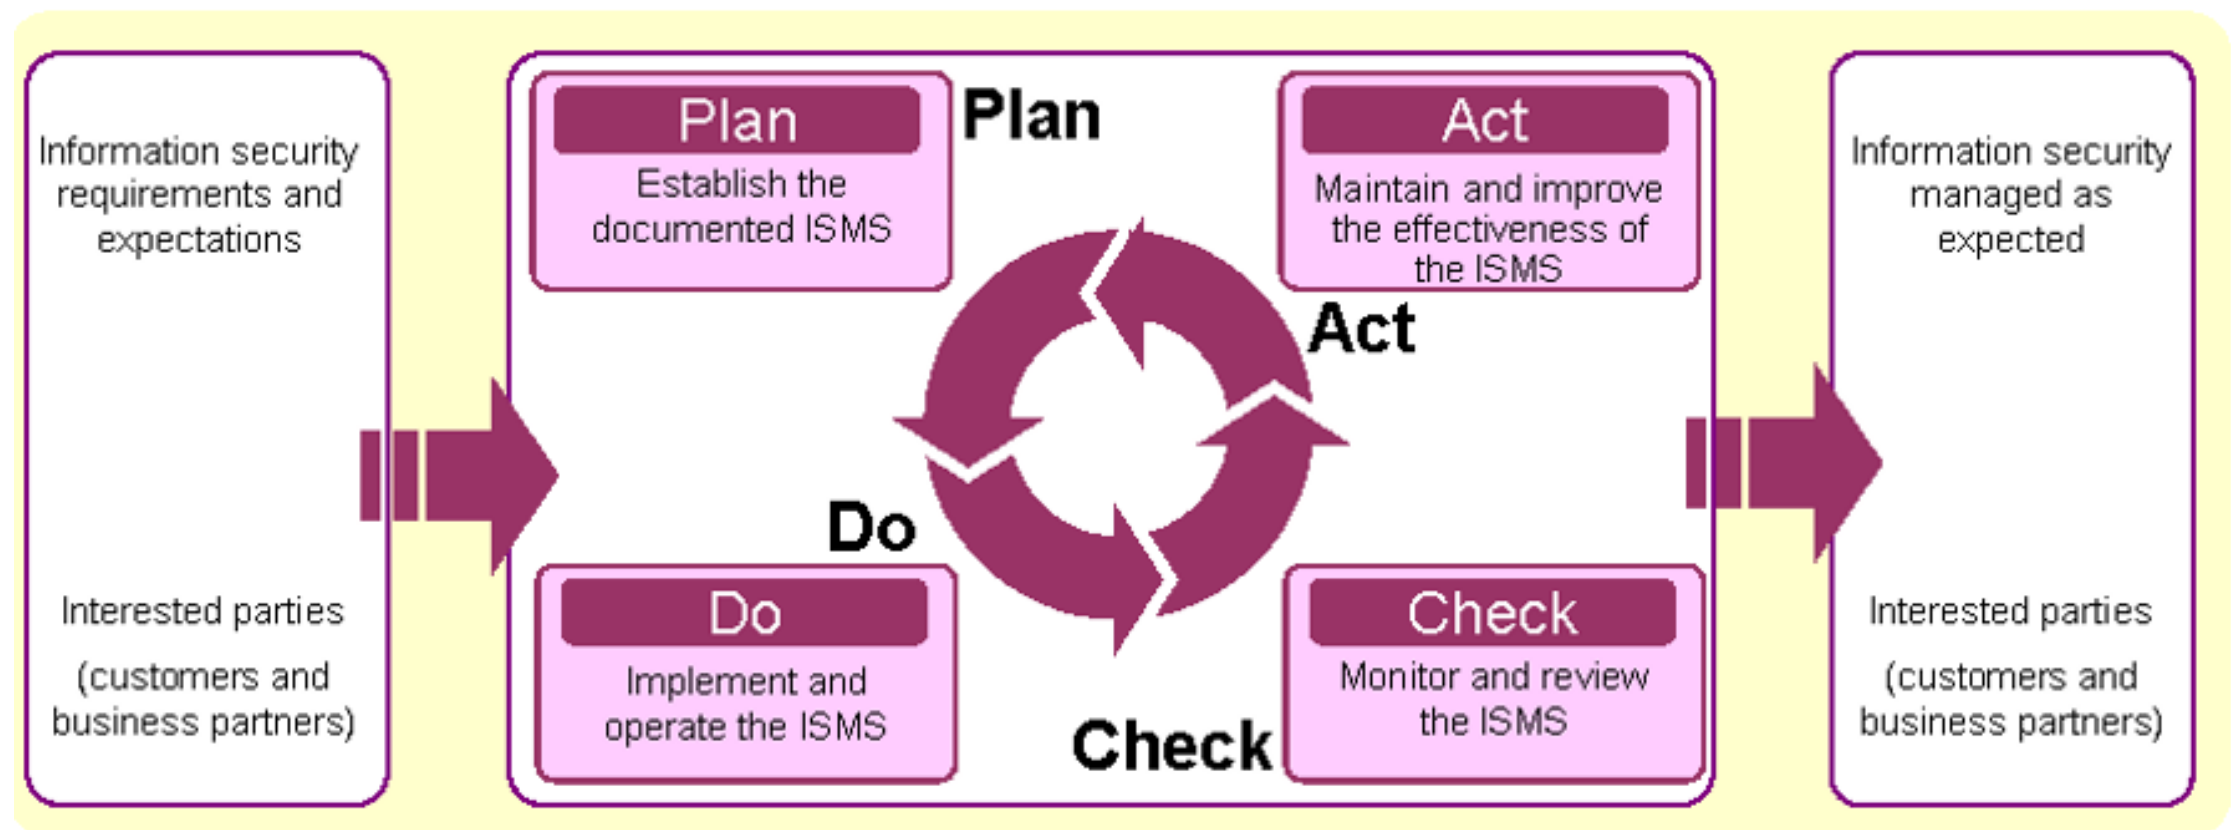 Information security
requirements and
expectations
Interested parties
(customers and
business partners)
Plan
Establish the
documented ISMS
Plan
Act
Maintain and improve
the effectiveness of
the ISMS
Act
Do
Do
Implement and
operate the ISMS
Check
Check
Monitor and review
the ISMS
Information security
managed as
expected
Interested parties
(customers and
business partners)